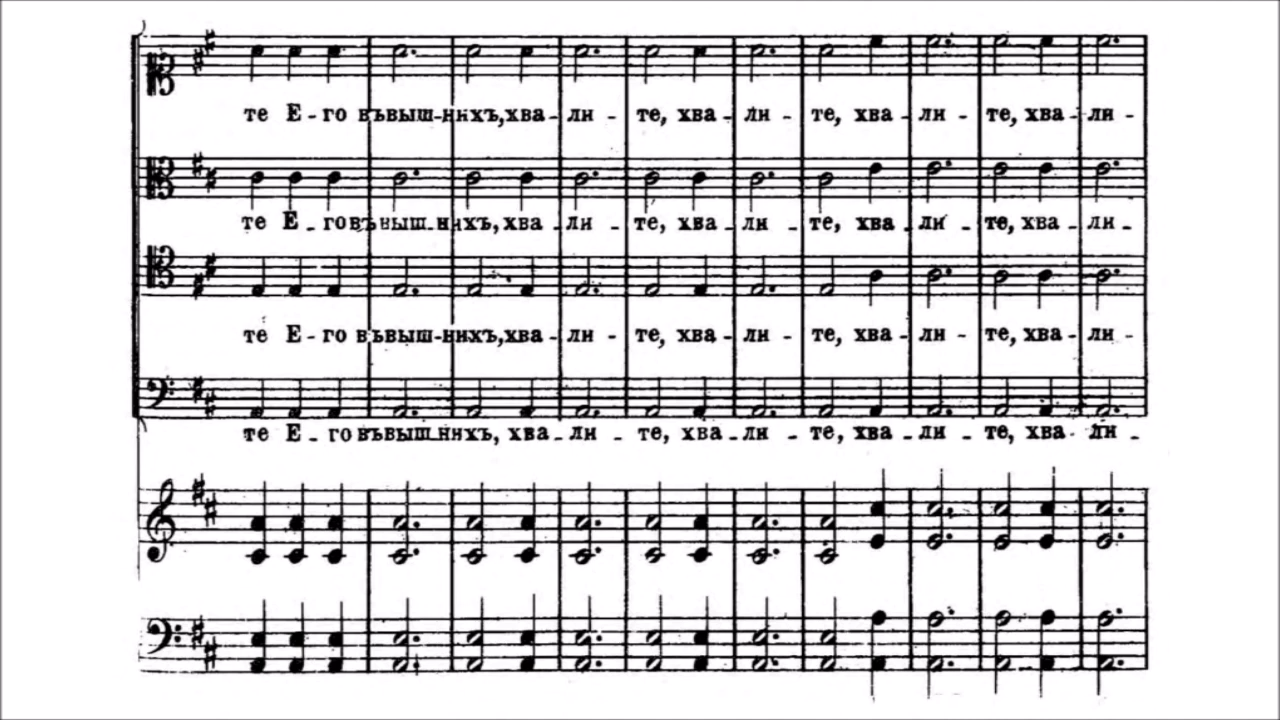 те Е-го въвыш-нихъ,хва-ли - те, хва-ли - те, хва-ли - те, хва-ли -
те Е-го въвыш-нихъ, хва-ли - те, хва-ли - те, хва-ли - те, хва-ли-
те Е-го въвыш-нихъ,хва-ли - те, хва-ли - те, хва-ли - те, хва-ли-
те Е-го въвыш-нихъ, хва-ли - те, хва-ли - те, хва-ли - те, хва-ли -